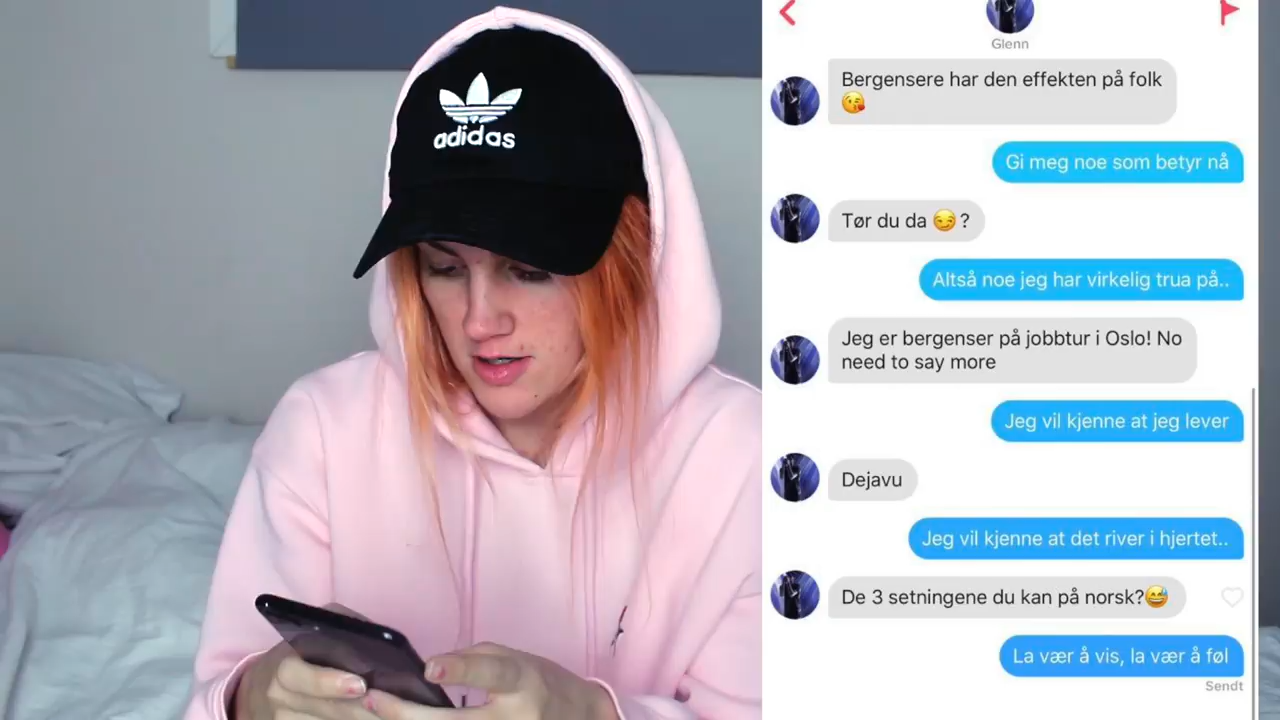 adidas
Glenn
Bergensere har den effekten på folk
😘
Gi meg noe som betyr nå
Tør du da 😏 ?
Altså noe jeg har virkelig trua på..
Jeg er bergenser på jobbtur i Oslo! No
need to say more
Jeg vil kjenne at jeg lever
Dejavu
Jeg vil kjenne at det river i hjertet..
De 3 setningene du kan på norsk?😅
La vær å vis, la vær å føl
Sendt